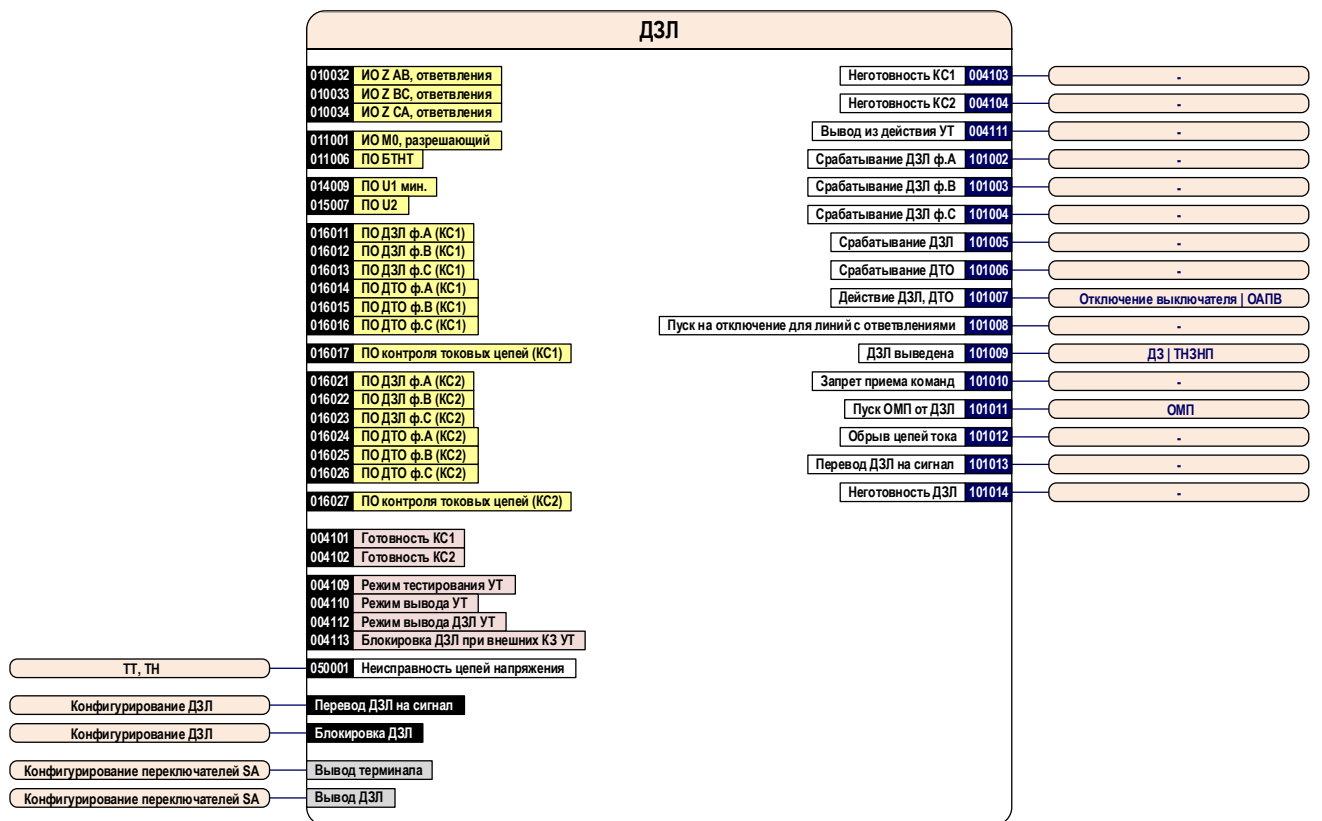 ДЗЛ
010032 ИО Z АВ, ответвления
010033 ИО Z ВС, ответвления
010034 ИО Z СА, ответвления
011001 ИО М0, разрешающий
011006 ПО БТНТ
014009 ПО U1 мин.
015007 ПО U2
016011 ПО ДЗЛ ф.А (КС1)
016012 ПО ДЗЛ ф.В (КС1)
016013 ПО ДЗЛ ф.С (КС1)
016014 ПО ДТО ф.А (КС1)
016015 ПО ДТО ф.В (КС1)
016016 ПО ДТО ф.С (КС1)
016017 ПО контроля токовых цепей (КС1)
016021 ПО ДЗЛ ф.А (КС2)
016022 ПО ДЗЛ ф.В (КС2)
016023 ПО ДЗЛ ф.С (КС2)
016024 ПО ДТО ф.А (КС2)
016025 ПО ДТО ф.В (КС2)
016026 ПО ДТО ф.С (КС2)
016027 ПО контроля токовых цепей (КС2)
004101 Готовность КС1
004102 Готовность КС2
004109 Режим тестирования УТ
004110 Режим вывода УТ
004112 Режим вывода ДЗЛ УТ
004113 Блокировка ДЗЛ при внешних КЗ УТ
ТТ, ТН 050001 Неисправность цепей напряжения
Конфигурирование ДЗЛ Перевод ДЗЛ на сигнал
Конфигурирование ДЗЛ Блокировка ДЗЛ
Конфигурирование переключателей SA Вывод терминала
Конфигурирование переключателей SA Вывод ДЗЛ
Неготовность КС1 004103 -
Неготовность КС2 004104 -
Вывод из действия УТ 004111 -
Срабатывание ДЗЛ ф.А 101002 -
Срабатывание ДЗЛ ф.В 101003 -
Срабатывание ДЗЛ ф.С 101004 -
Срабатывание ДЗЛ 101005 -
Срабатывание ДТО 101006 -
Действие ДЗЛ, ДТО 101007 Отключение выключателя | ОАПВ
Пуск на отключение для линий с ответвлениями 101008 -
ДЗЛ выведена 101009 ДЗ | ТНЗНП
Запрет приема команд 101010 -
Пуск ОМП от ДЗЛ 101011 ОМП
Обрыв цепей тока 101012 -
Перевод ДЗЛ на сигнал 101013 -
Неготовность ДЗЛ 101014 -